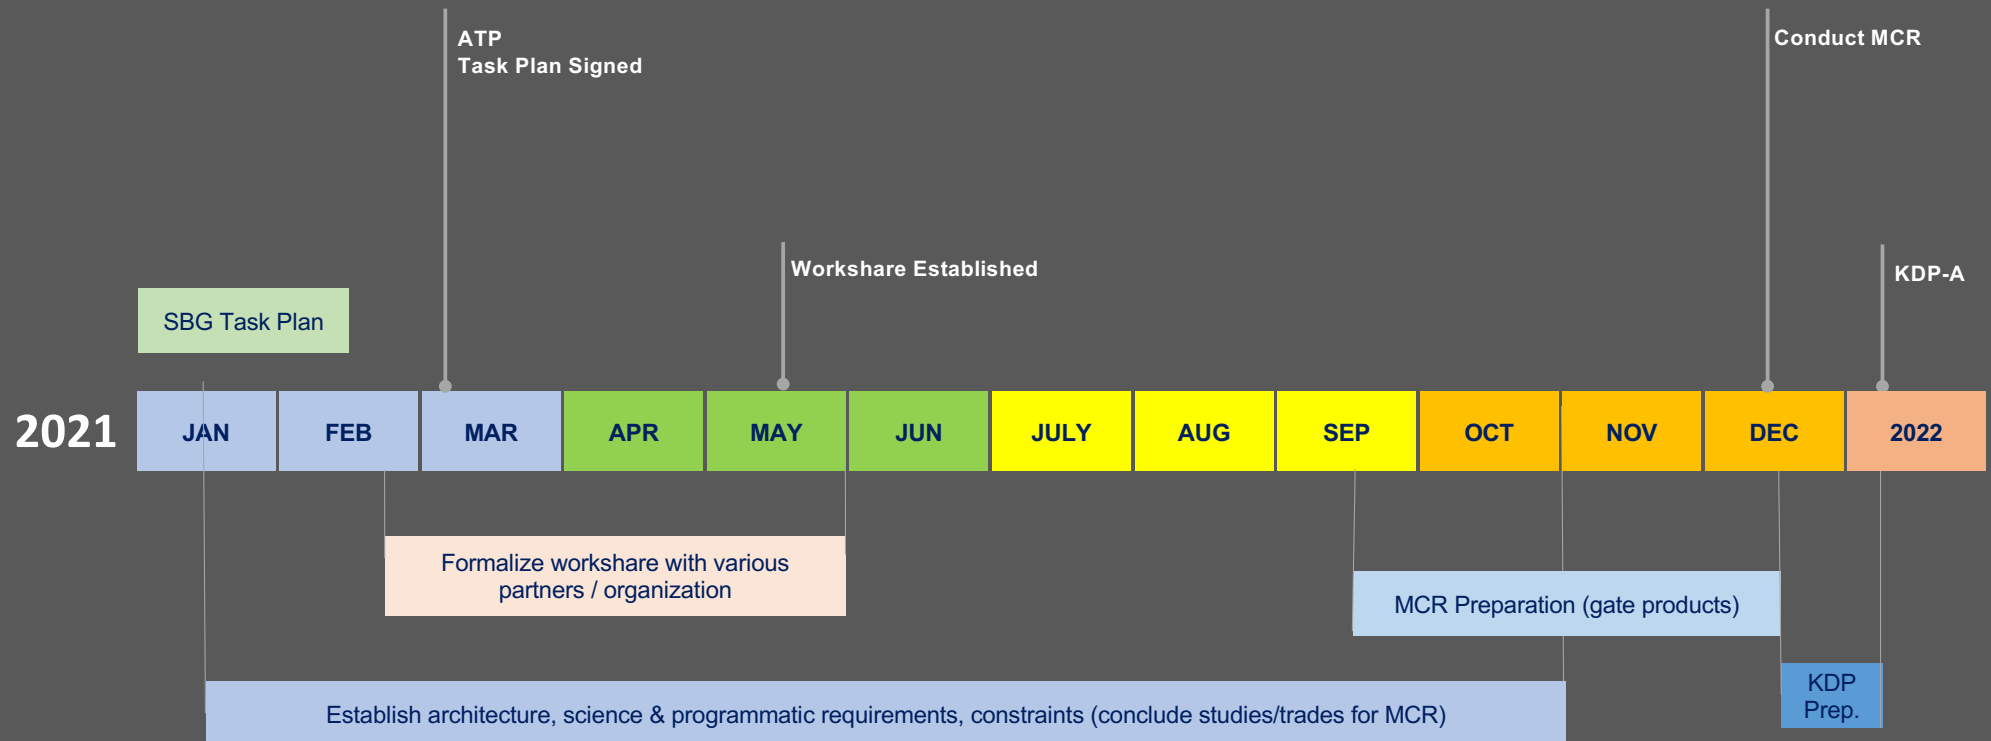 ATP
Task Plan Signed
Conduct MCR
Workshare Established
KDP-A
SBG Task Plan
2021
JAN
FEB
MAR
APR
MAY
JUN
JULY
AUG
SEP
OCT
NOV
DEC
2022
Formalize workshare with various
partners / organization
MCR Preparation (gate products)
KDP
Prep.
Establish architecture, science & programmatic requirements, constraints (conclude studies/trades for MCR)